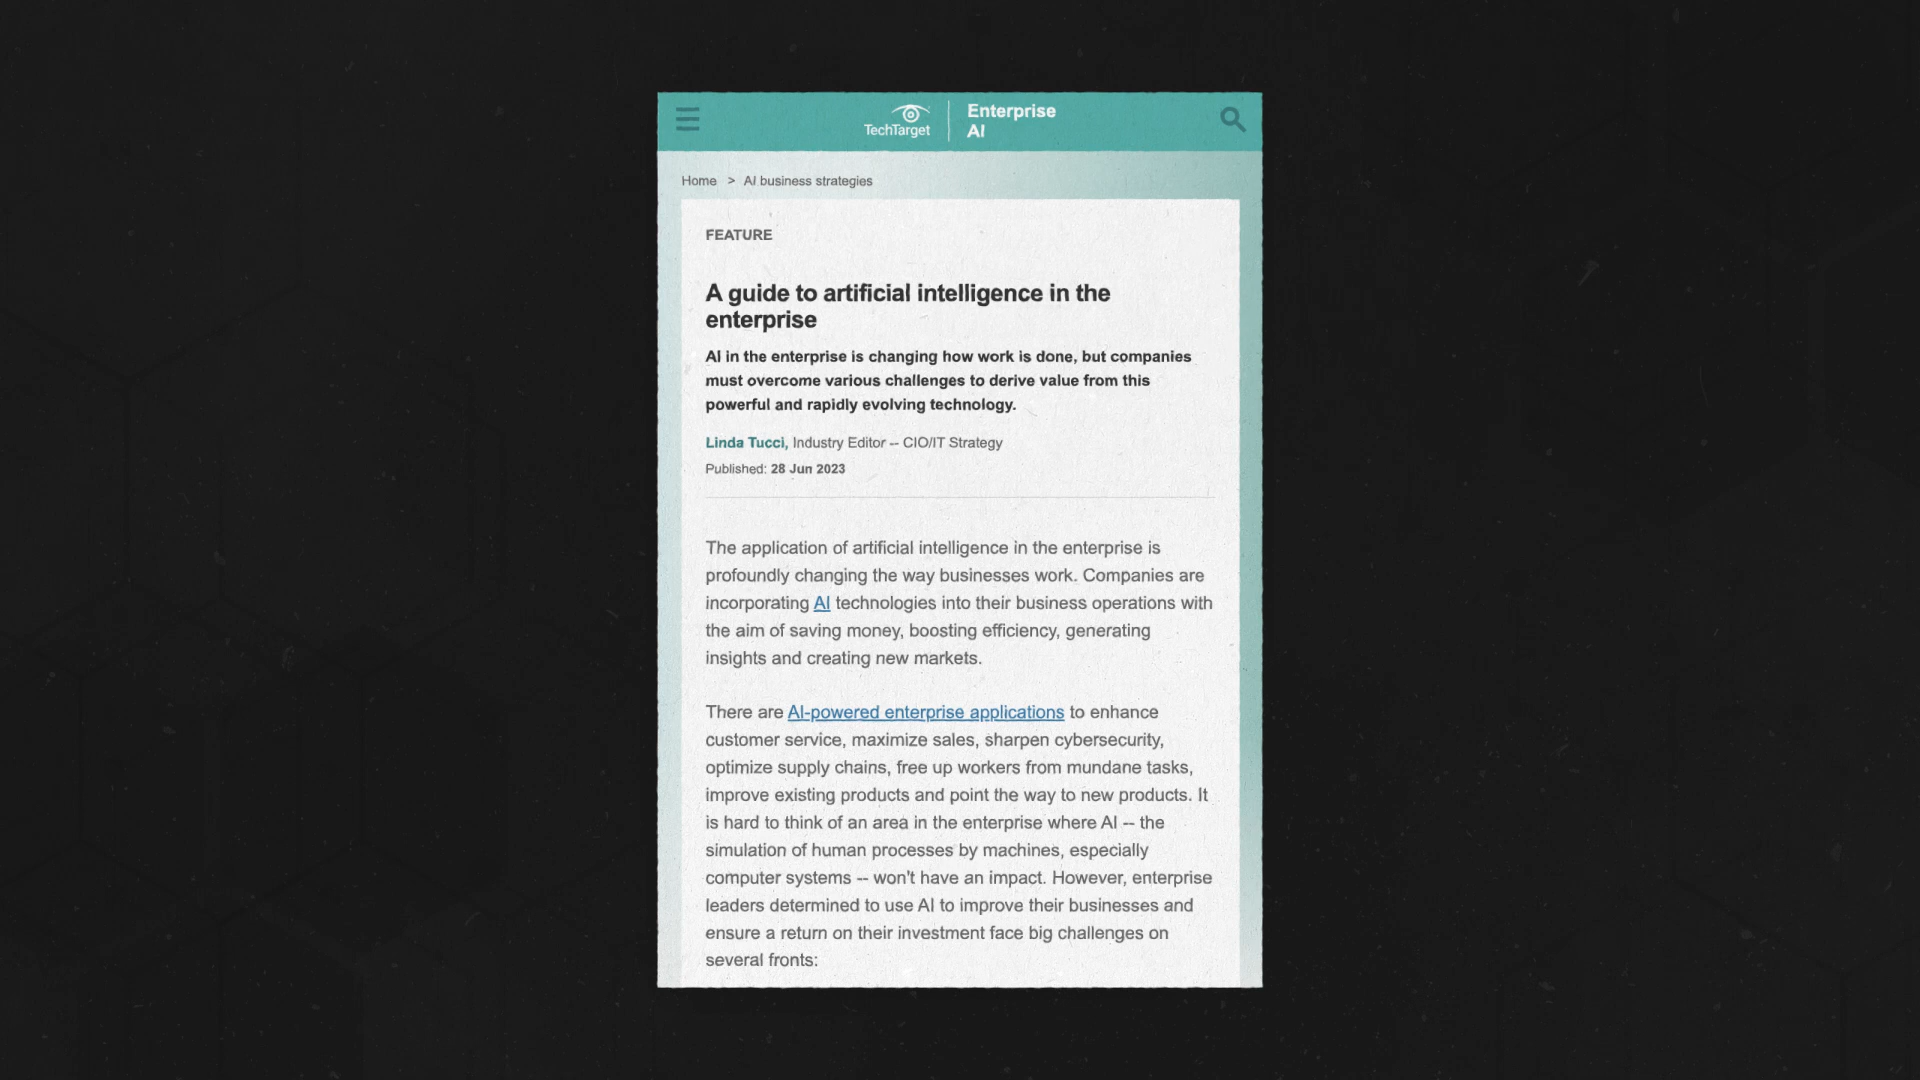 TechTarget
Enterprise
AI
Home > AI business strategies
FEATURE
A guide to artificial intelligence in the
enterprise
AI in the enterprise is changing how work is done, but companies
must overcome various challenges to derive value from this
powerful and rapidly evolving technology.
Linda Tucci, Industry Editor -- CIO/IT Strategy
Published: 28 Jun 2023
The application of artificial intelligence in the enterprise is
profoundly changing the way businesses work. Companies are
incorporating AI technologies into their business operations with
the aim of saving money, boosting efficiency, generating
insights and creating new markets.
There are AI-powered enterprise applications to enhance
customer service, maximize sales, sharpen cybersecurity,
optimize supply chains, free up workers from mundane tasks,
improve existing products and point the way to new products. It
is hard to think of an area in the enterprise where AI -- the
simulation of human processes by machines, especially
computer systems -- won't have an impact. However, enterprise
leaders determined to use AI to improve their businesses and
ensure a return on their investment face big challenges on
several fronts: